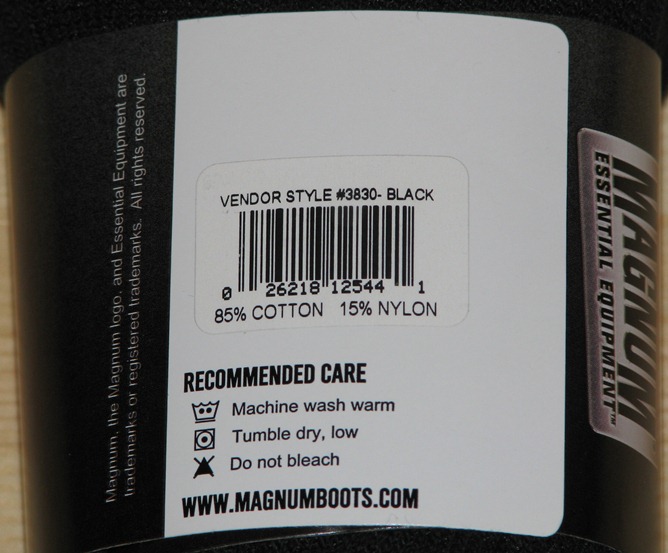 Magnum, the Magnum logo, and Essential Equipment are
trademarks or registered trademarks. All rights reserved.
VENDOR STYLE #3830- BLACK
0 26218 12544 1
85% COTTON 15% NYLON
RECOMMENDED CARE
Machine wash warm
Tumble dry, low
Do not bleach
WWW.MAGNUMBOOTS.COM
MAGNUM
ESSENTIAL EQUIPMENT™